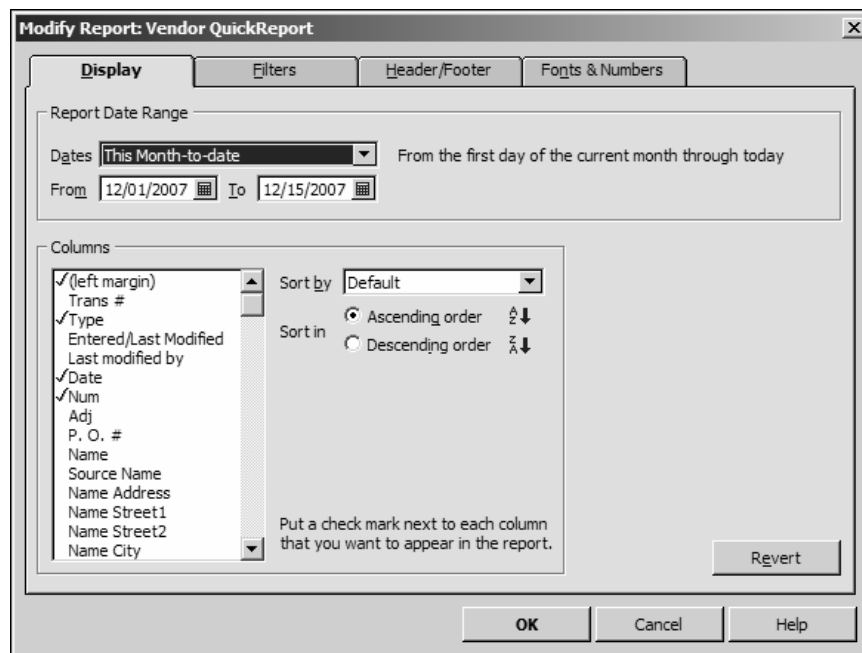 Modify Report: Vendor QuickReport
Display
Filters
Header/Footer
Fonts & Numbers
Report Date Range
Dates This Month-to-date From the first day of the current month through today
From 12/01/2007 To 12/15/2007
Columns
✓(left margin)
Trans #
✓Type
Entered/Last Modified
Last modified by
✓Date
✓Num
Adj
P. O. #
Name
Source Name
Name Address
Name Street1
Name Street2
Name City
Sort by Default
Sort in
Ascending order
A
Z
Descending order
Z
A
Put a check mark next to each column
that you want to appear in the report.
Revert
OK
Cancel
Help